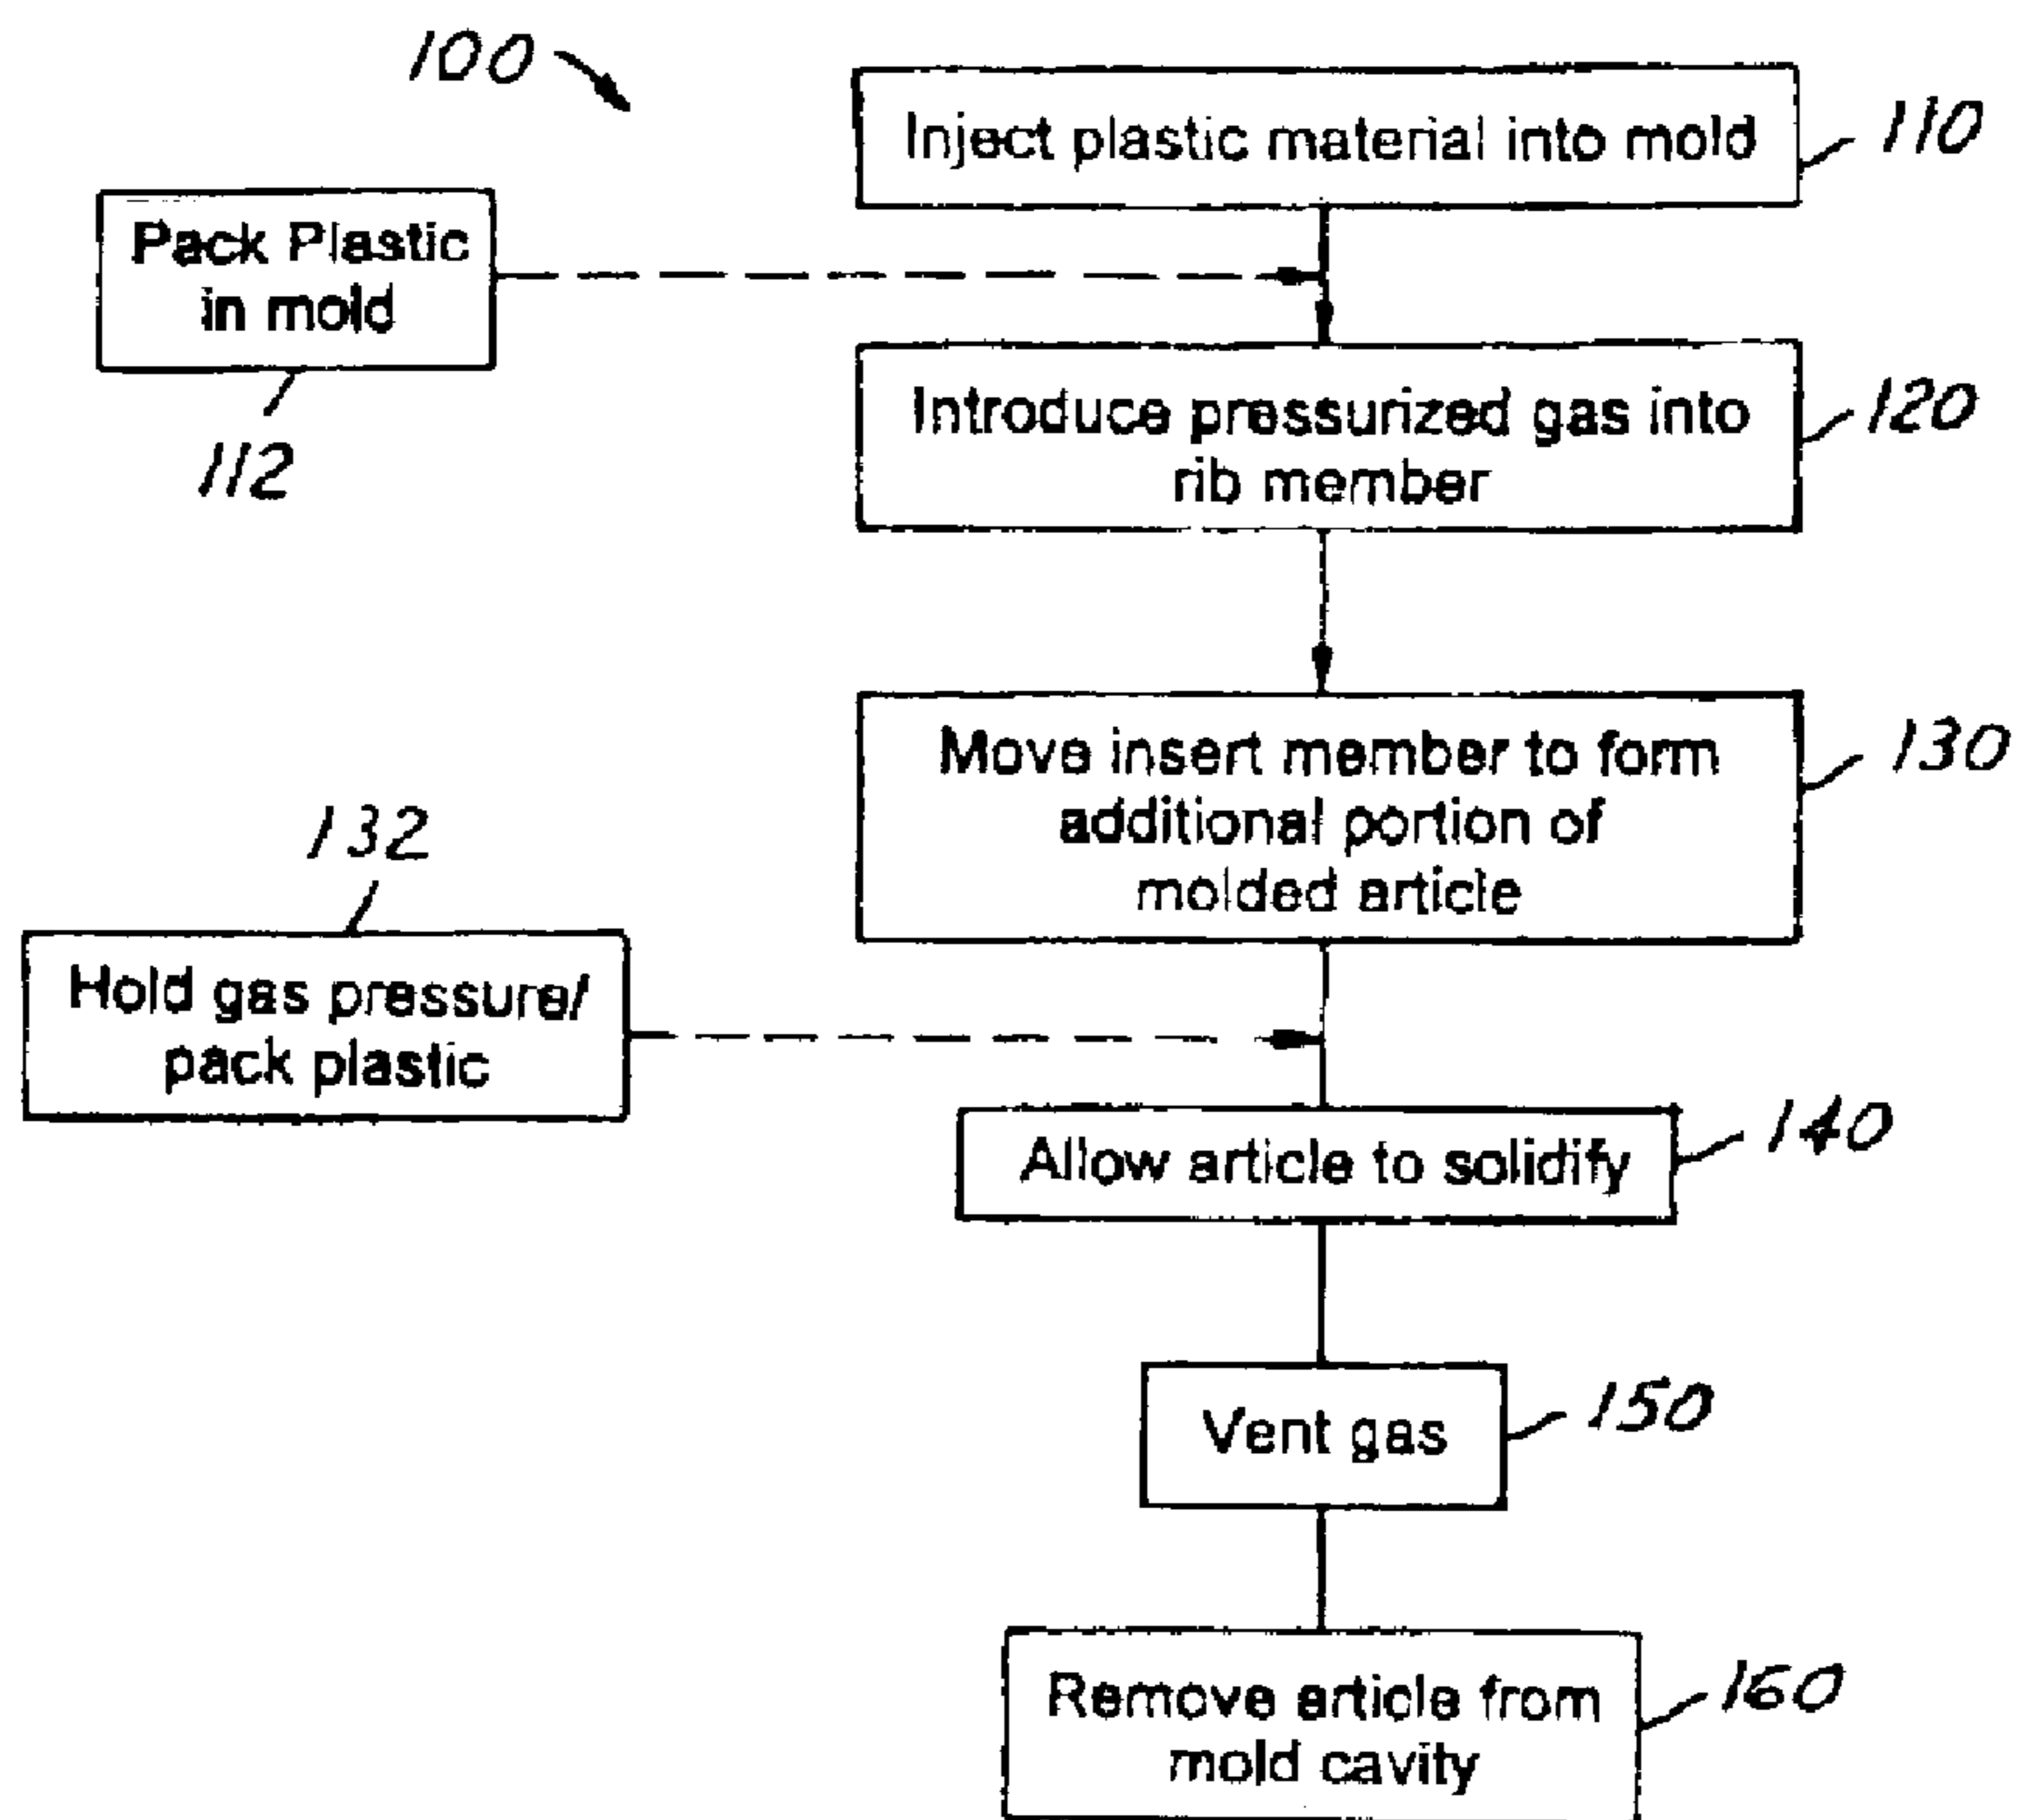 100
Inject plastic material into mold
110
Pack Plastic
in mold
112
Introduce pressurized gas into
rib member
120
Move insert member to form
additional portion of
molded article
130
132
Hold gas pressure/
pack plastic
Allow article to solidify
140
Vent gas
150
Remove article from
mold cavity
160